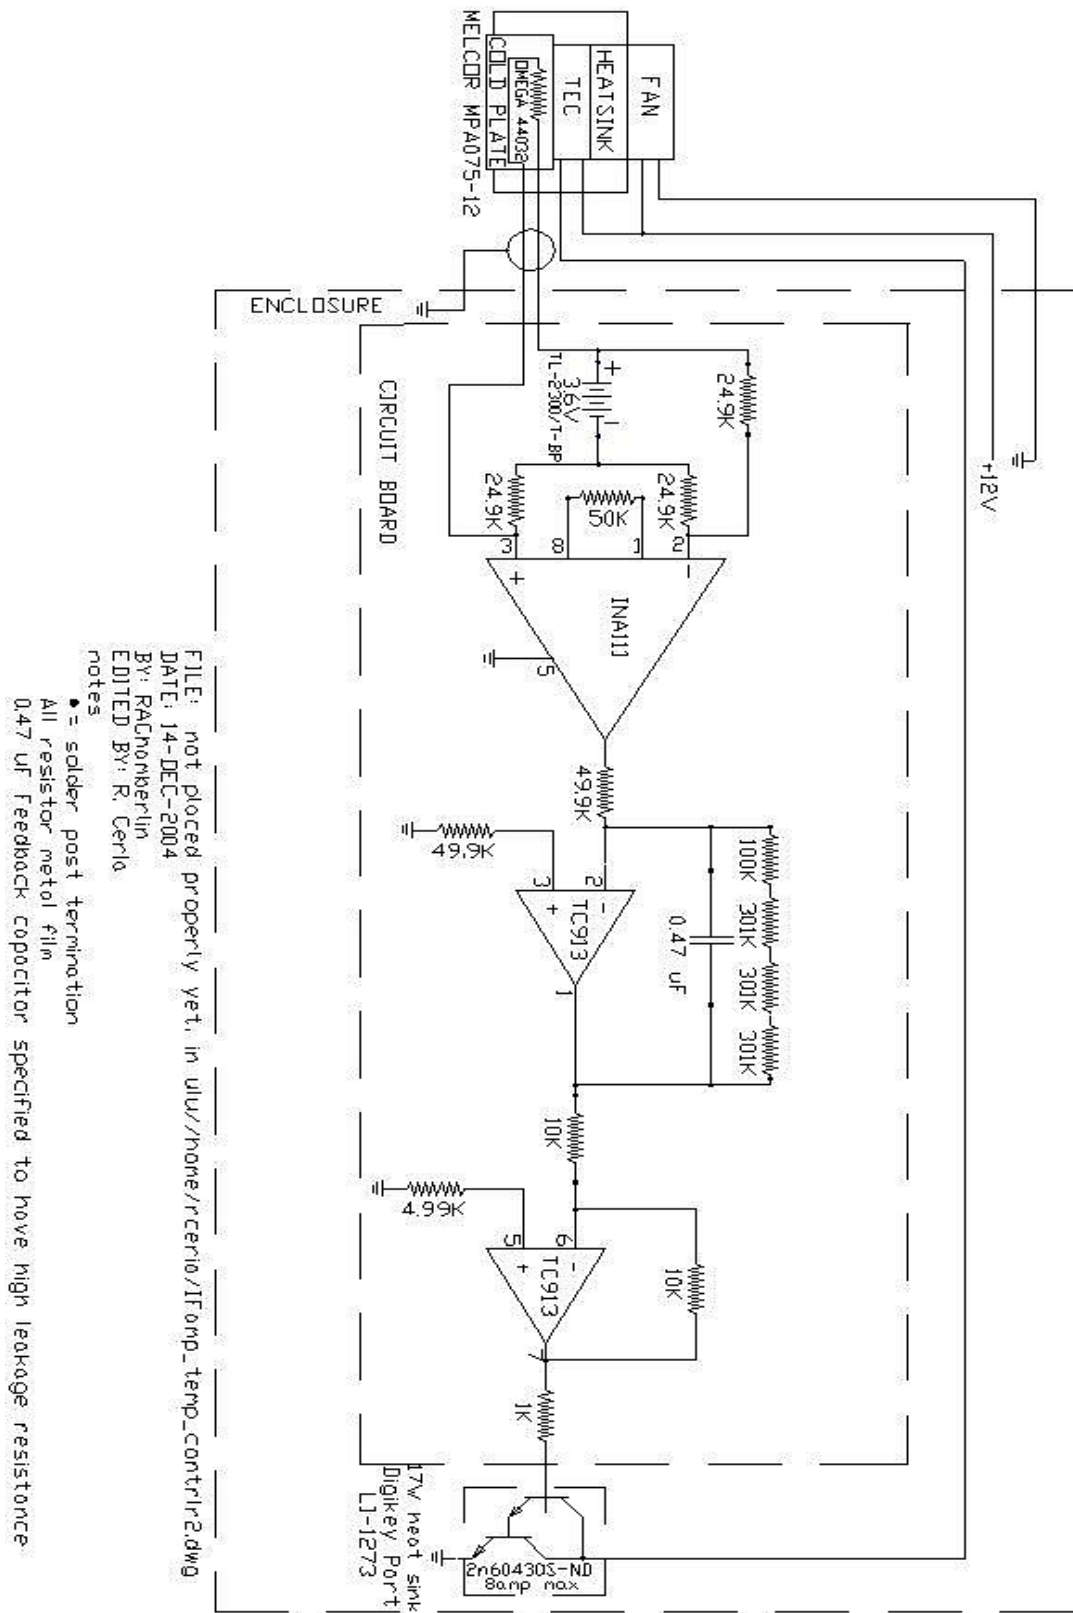 FAN
HEATSINK
TEC
OMEGA 44032
COLD PLATE
MELCOR MPA075-12
+12V
ENCLOSURE
CIRCUIT BOARD
24.9K
+
-
3.6V
TL-2300/T-BP
24.9K
24.9K
50K
3
8
1
2
+
-
INA111
5
49.9K
49.9K
100K
301K
301K
301K
0.47 uF
3
2
+
-
TC913
1
10K
4.99K
10K
5
6
+
-
TC913
7
1K
17W heat sink
Digikey Part
LJ-1273
2n60430S-ND
8amp max
FILE: not placed properly yet, in ulu//home/rcerio/IFamp_temp_contrlr2.dwg
DATE: 14-DEC-2004
BY: RAChamberlin
EDITED BY: R. Cerla
notes
• = solder post termination
All resistor metal film
0.47 uF Feedback capacitor specified to have high leakage resistance